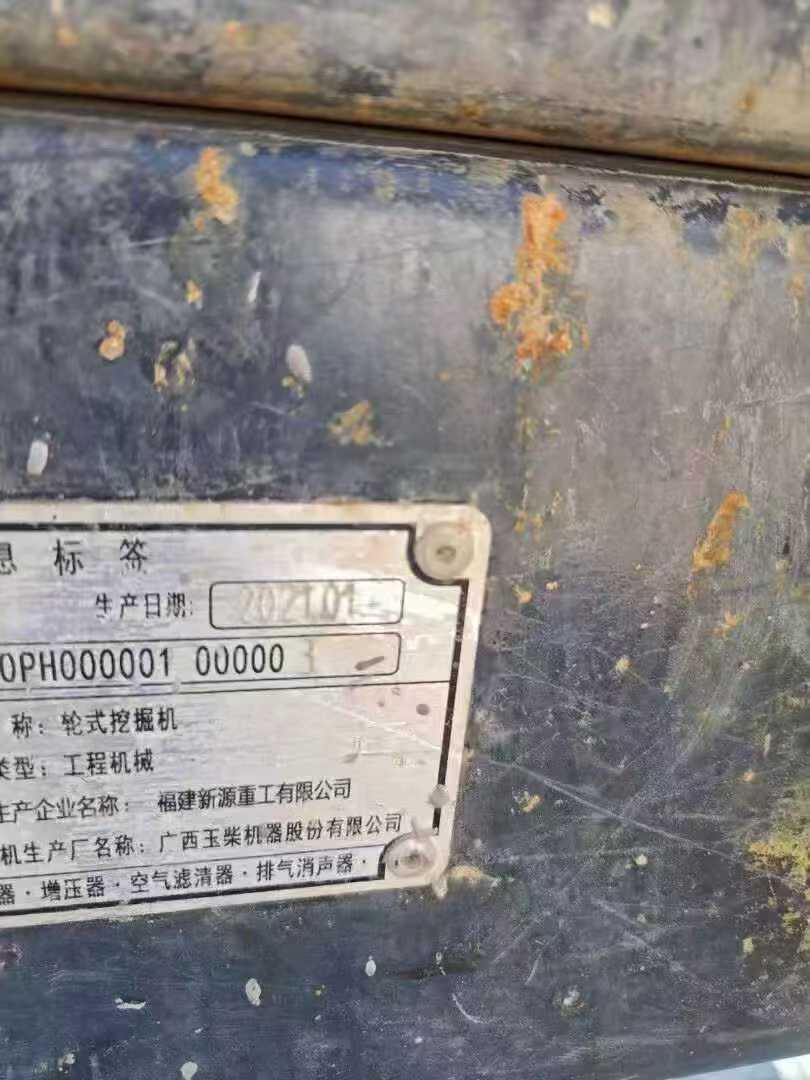 息标签
生产日期: 2021.01
0PH000001 00000
称: 轮式挖掘机
类型: 工程机械
生产企业名称: 福建新源重工有限公司
机生产厂名称: 广西玉柴机器股份有限公司
器·增压器·空气滤清器·排气消声器·